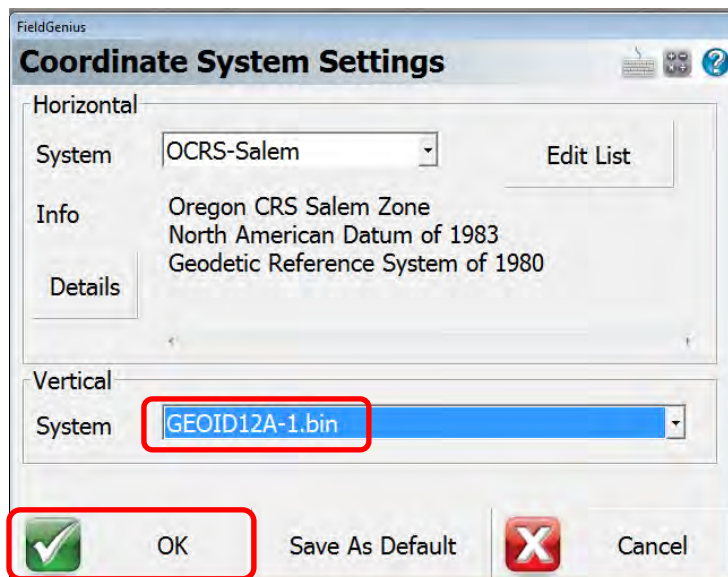 FieldGenius
Coordinate System Settings
Horizontal
System OCRS-Salem Edit List
Info Oregon CRS Salem Zone
North American Datum of 1983
Geodetic Reference System of 1980
Details
Vertical
System GEOID12A-1.bin
OK Save As Default Cancel